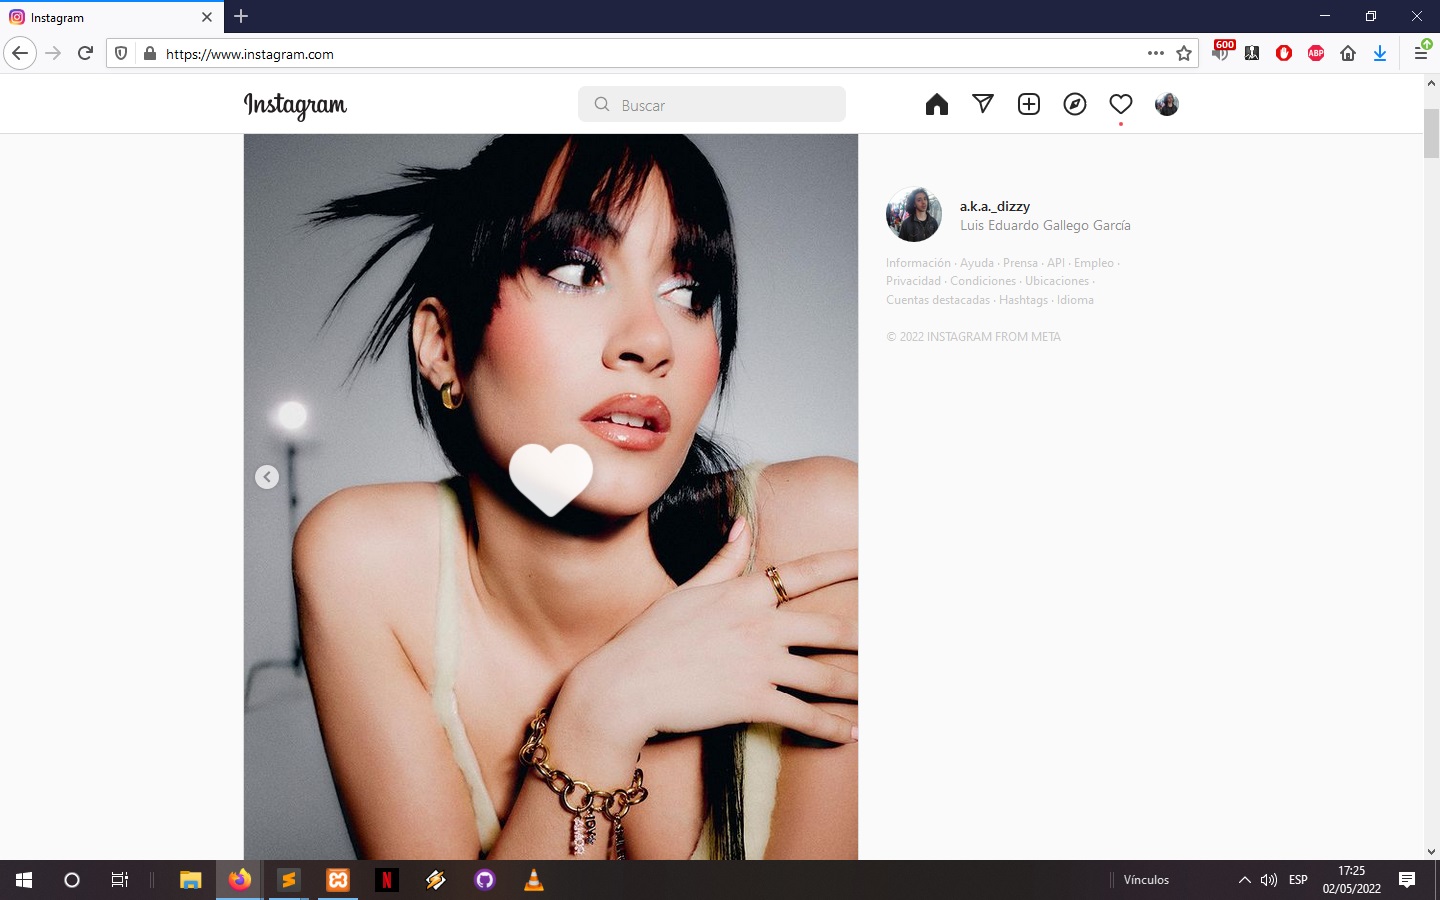 Instagram
https://www.instagram.com
600
ABP
Instagram
Buscar
a.k.a._dizzy
Luis Eduardo Gallego García
Información · Ayuda · Prensa · API · Empleo ·
Privacidad · Condiciones · Ubicaciones ·
Cuentas destacadas · Hashtags · Idioma
© 2022 INSTAGRAM FROM META
Vínculos
ESP
17:25
02/05/2022